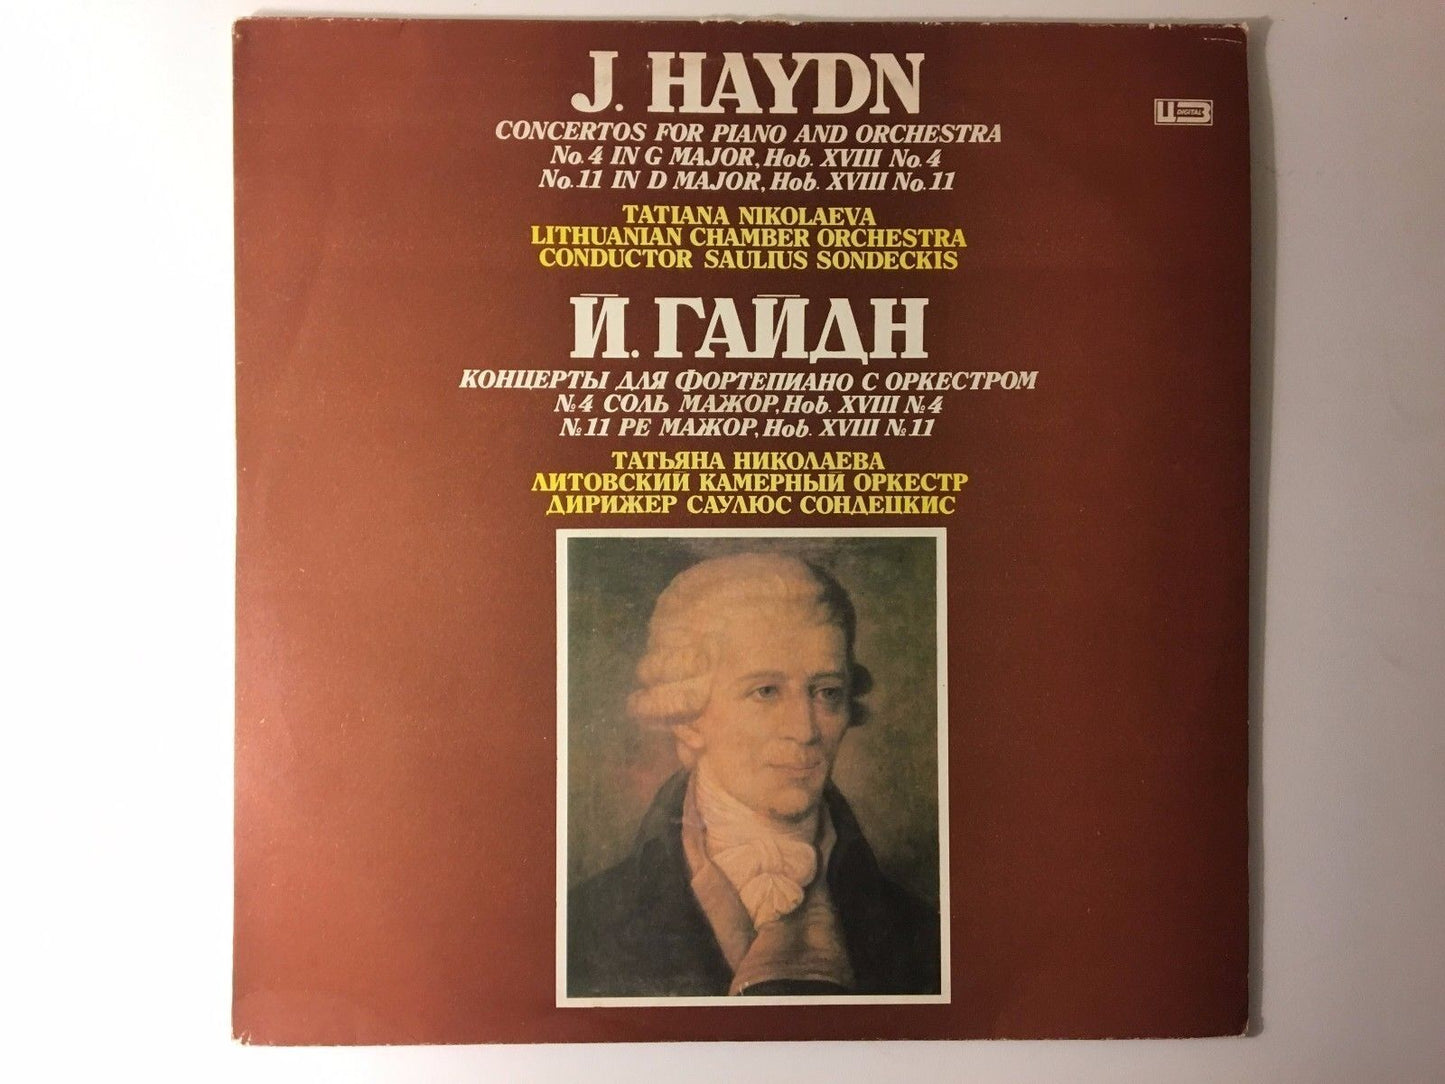 J. HAYDN
CONCERTOS FOR PIANO AND ORCHESTRA
No. 4 IN G MAJOR, Hob. XVIII No. 4
No. 11 IN D MAJOR, Hob. XVIII No. 11
TATIANA NIKOLAEVA
LITHUANIAN CHAMBER ORCHESTRA
CONDUCTOR SAULIUS SONDECKIS
ЦЗ DIGITAL
Й. ГАЙДН
КОНЦЕРТЫ ДЛЯ ФОРТЕПИАНО С ОРКЕСТРОМ
№ 4 СОЛЬ МАЖОР, Hob. XVIII № 4
№ 11 РЕ МАЖОР, Hob. XVIII № 11
ТАТЬЯНА НИКОЛАЕВА
ЛИТОВСКИЙ КАМЕРНЫЙ ОРКЕСТР
ДИРИЖЕР САУЛЮС СОНДЕЦКИС